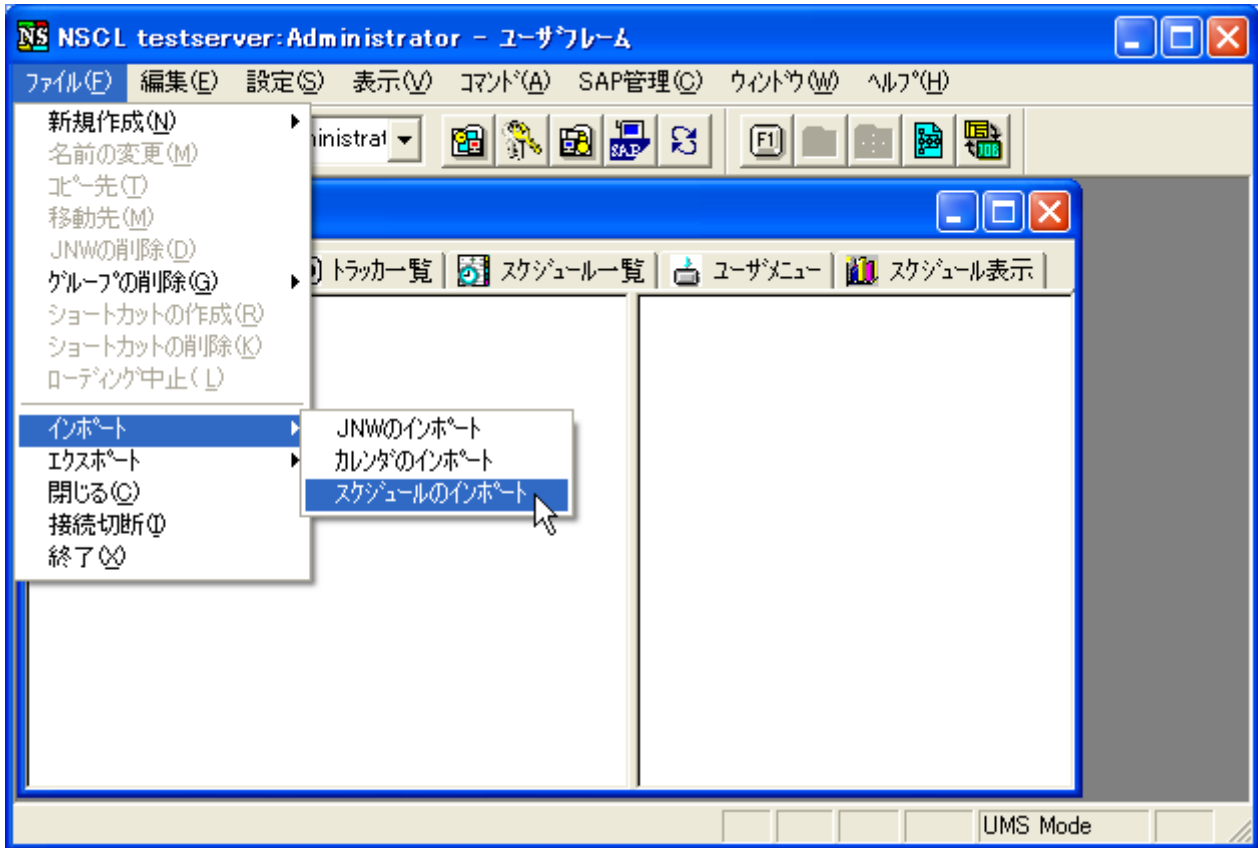 NS NSCL testserver:Administrator - ユーザフレーム
ファイル(F) 編集(E) 設定(S) 表示(V) コマンド(A) SAP管理(C) ウィンドウ(W) ヘルプ(H)
新規作成(N)
名前の変更(M)
コピー先(T)
移動先(M)
JNWの削除(D)
グループの削除(G)
ショートカットの作成(R)
ショートカットの削除(K)
ローディング中止( L)
インポート
エクスポート
閉じる(C)
接続切断(I)
終了(X)
JNWのインポート
カレンダのインポート
スケジュールのインポート
inistrat
SAP
F1
JOB
トラッカ一覧 スケジュール一覧 ユーザメニュー スケジュール表示
UMS Mode